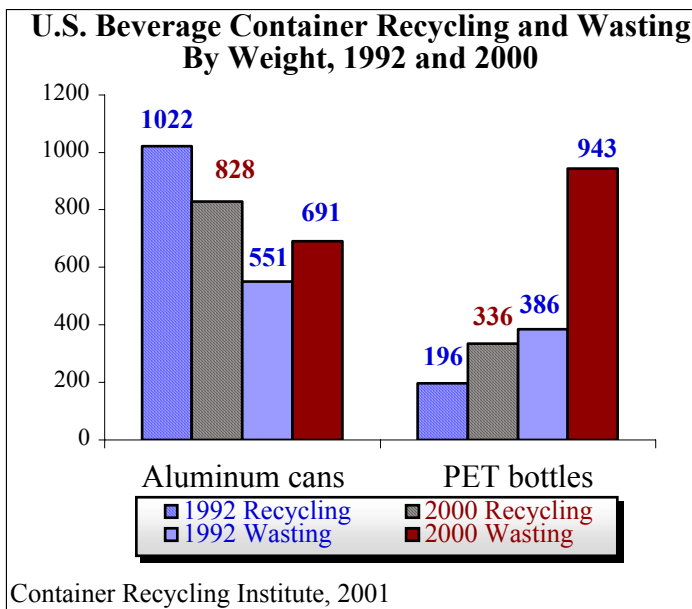 U.S. Beverage Container Recycling and Wasting
By Weight, 1992 and 2000
1200
1000
800
600
400
200
0
1022
828
551
691
196
336
386
943
Aluminum cans
PET bottles
1992 Recycling
2000 Recycling
1992 Wasting
2000 Wasting
Container Recycling Institute, 2001